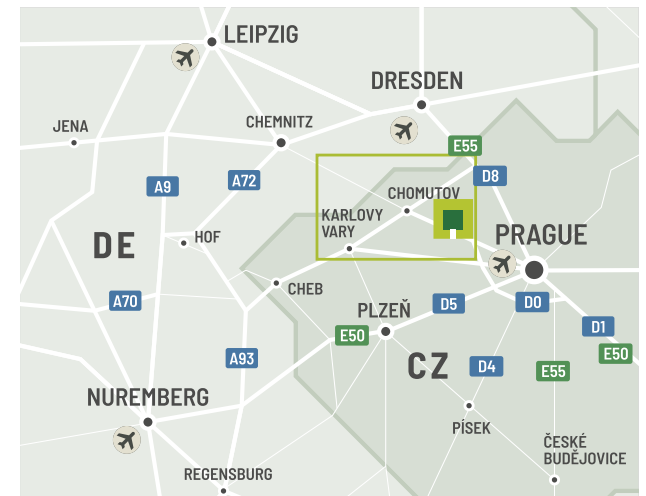 LEIPZIG
DRESDEN
JENA
CHEMNITZ
E55
A9
A72
D8
CHOMUTOV
KARLOVY
VARY
DE
HOF
PRAGUE
CHEB
A70
PLZEŇ
D5
D0
D1
E50
E50
A93
CZ
D4
E55
NUREMBERG
PÍSEK
ČESKÉ
BUDĚJOVICE
REGENSBURG